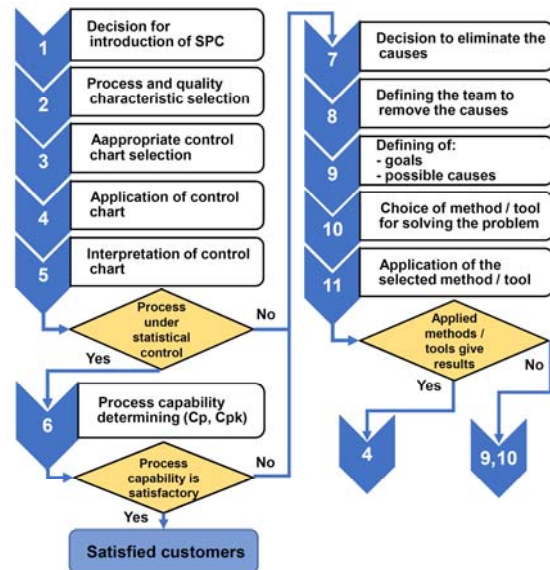 1
Decision for
introduction of SPC
2
Process and quality
characteristic selection
3
Aappropriate control
chart selection
4
Application of control
chart
5
Interpretation of control
chart
Process
under
statistical
control
No
Yes
6
Process capability
determining (Cp, Cpk)
Process
capability is
satisfactory
No
Yes
Satisfied customers
7
Decision to eliminate the
causes
8
Defining the team to
remove the causes
9
Defining of:
- goals
- possible causes
10
Choice of method / tool
for solving the problem
11
Application of the
selected method / tool
Applied
methods /
tools give
results
No
Yes
4
9,10